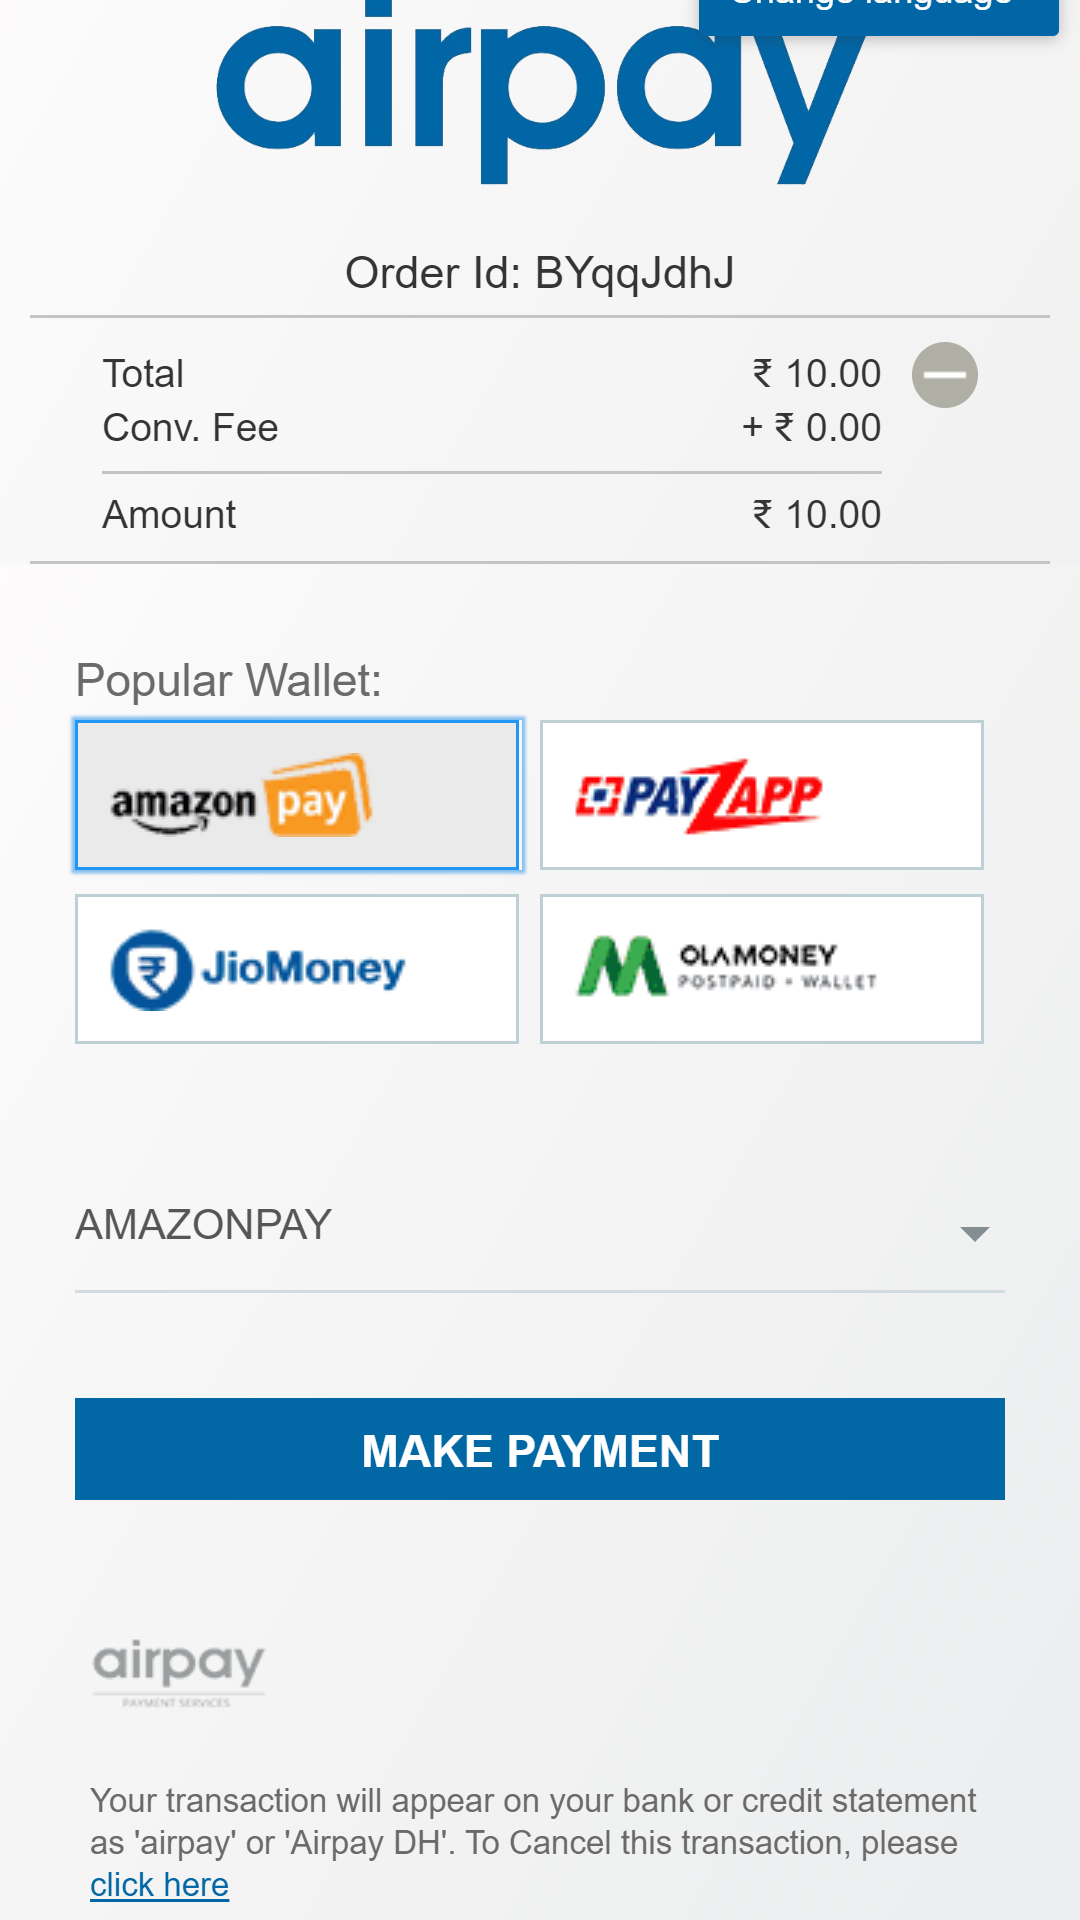 Change language
airpay
Order Id: BYqqJdhJ
Total ₹ 10.00
Conv. Fee + ₹ 0.00
Amount ₹ 10.00
Popular Wallet:
amazon pay
PAYZAPP
JioMoney
OLAMONEY
POSTPAID + WALLET
AMAZONPAY
MAKE PAYMENT
airpay
PAYMENT SERVICES
Your transaction will appear on your bank or credit statement
as 'airpay' or 'Airpay DH'. To Cancel this transaction, please
click here